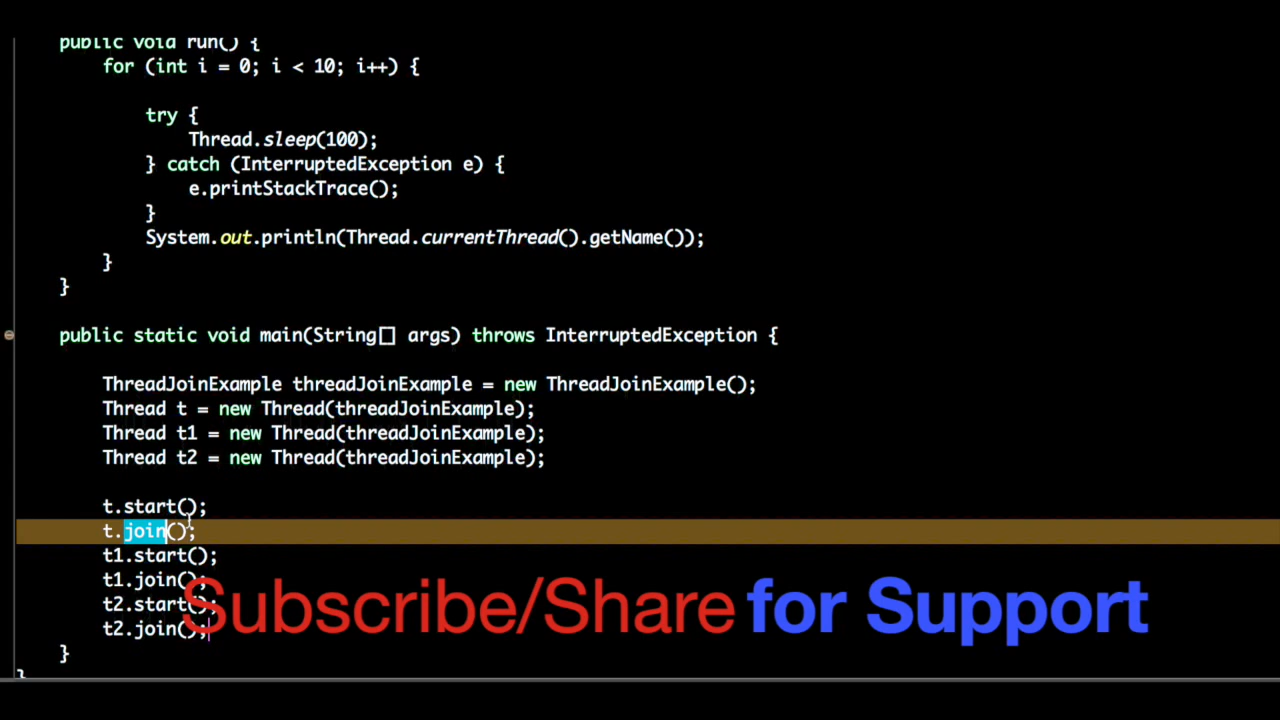 public void run() {
for (int i = 0; i < 10; i++) {
try {
Thread.sleep(100);
} catch (InterruptedException e) {
e.printStackTrace();
}
System.out.println(Thread.currentThread().getName());
}
}
public static void main(String[] args) throws InterruptedException {
ThreadJoinExample threadJoinExample = new ThreadJoinExample();
Thread t = new Thread(threadJoinExample);
Thread t1 = new Thread(threadJoinExample);
Thread t2 = new Thread(threadJoinExample);
t.start();
t.join();
t1.start();
t1.join();
t2.start();
t2.join();
Subscribe/Share for Support
}
}